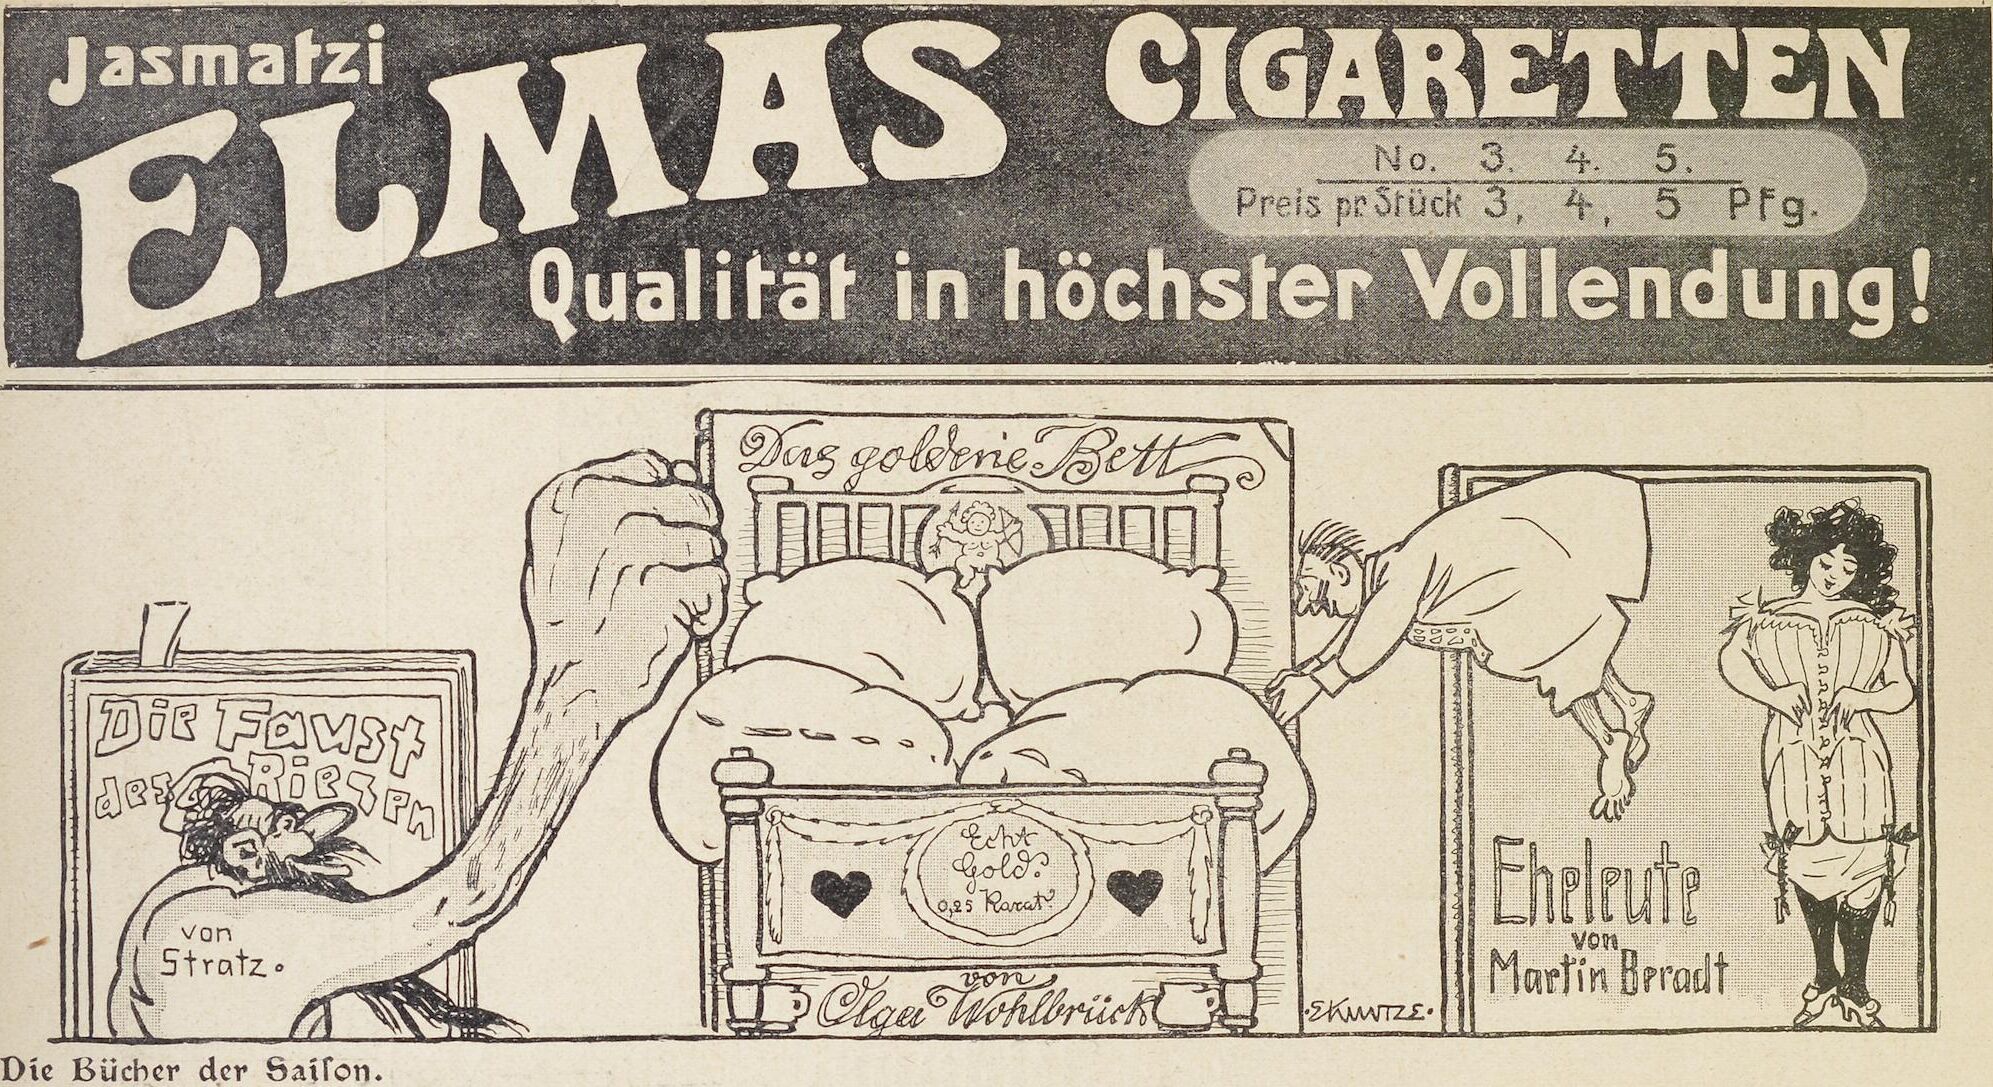 Jasmatzi
ELMAS
CIGARETTEN
No. 3. 4. 5.
Preis pr. Stück 3, 4, 5 Pfg.
Qualität in höchster Vollendung!
Die Faust
des Riesen
von
Stratz.
Das goldene Bett
Echt
Gold.
0,25 Karat
von
Olga Wohlbrück
E KUNTZE.
Eheleute
von
Martin Beradt
Die Bücher der Saiſon.